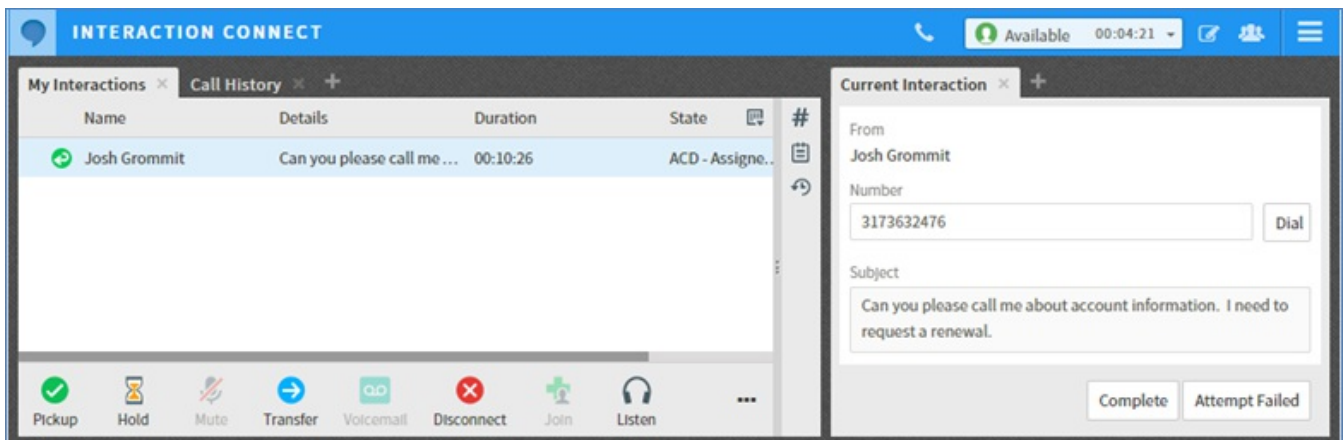 INTERACTION CONNECT
Available 00:04:21
My Interactions × Call History × +
Name Details Duration State
Josh Grommit Can you please call me ... 00:10:26 ACD - Assigne..
#
Pickup Hold Mute Transfer Voicemail Disconnect Join Listen ...
Current Interaction × +
From
Josh Grommit
Number
3173632476 Dial
Subject
Can you please call me about account information. I need to
request a renewal.
Complete Attempt Failed